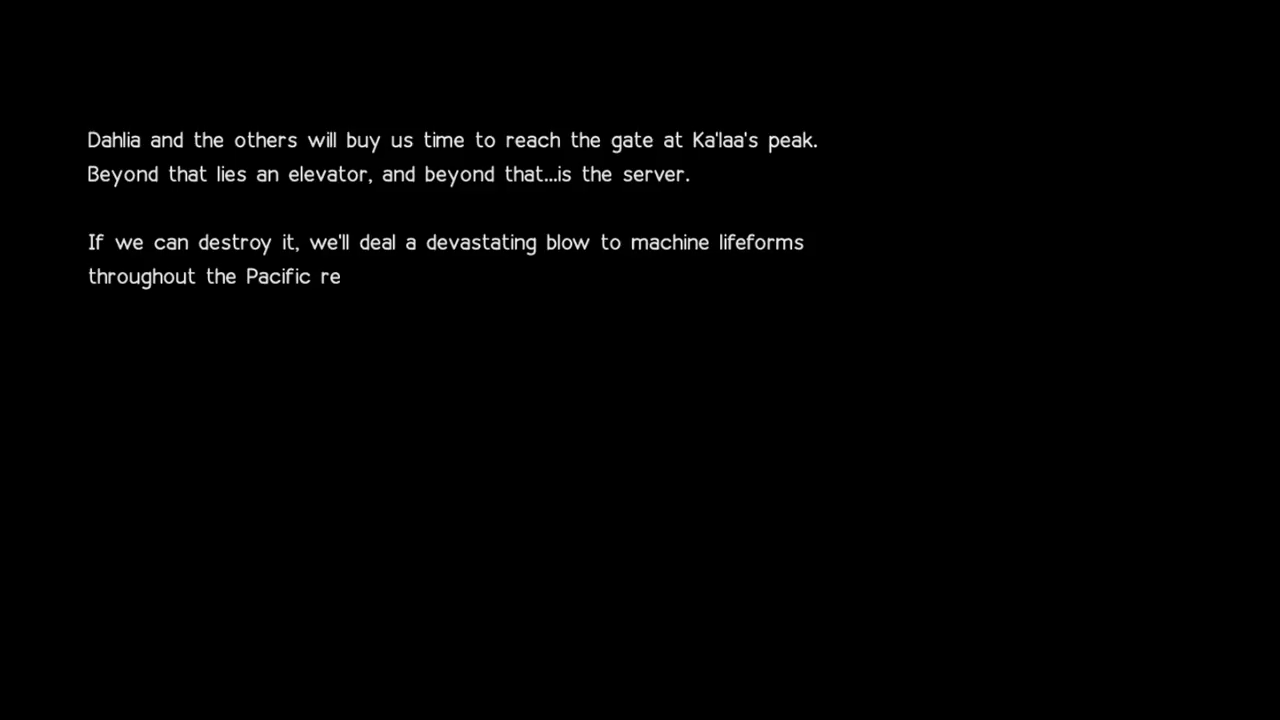 Dahlia and the others will buy us time to reach the gate at Ka'laa's peak.
Beyond that lies an elevator, and beyond that...is the server.
If we can destroy it, we'll deal a devastating blow to machine lifeforms
throughout the Pacific re